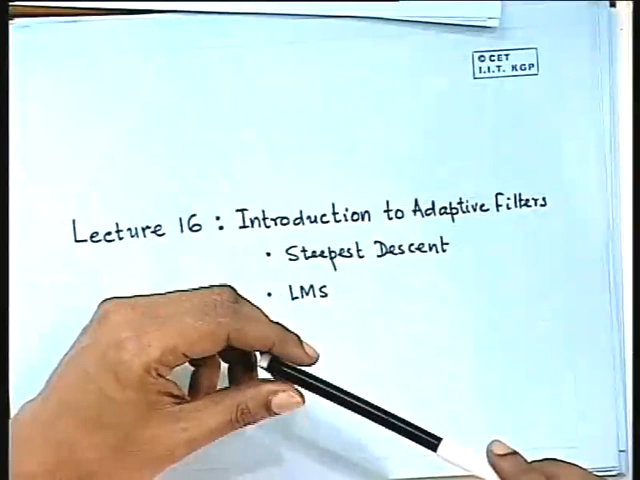 © CET
I.I.T. KGP
Lecture 16 : Introduction to Adaptive Filters
• Steepest Descent
• LMS